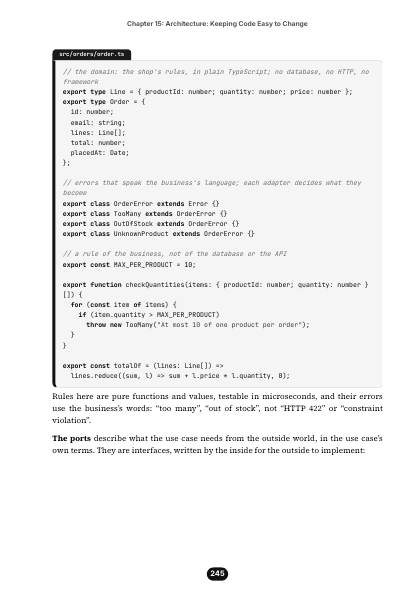 Chapter 15: Architecture: Keeping Code Easy to Change
src/orders/order.ts
// the domain: the shop's rules, in plain TypeScript; no database, no HTTP, no
framework
export type Line = { productId: number; quantity: number; price: number };
export type Order = {
  id: number;
  email: string;
  lines: Line[];
  total: number;
  placedAt: Date;
};
// errors that speak the business's language; each adapter decides what they
become
export class OrderError extends Error {}
export class TooMany extends OrderError {}
export class OutOfStock extends OrderError {}
export class UnknownProduct extends OrderError {}
// a rule of the business, not of the database or the API
export const MAX_PER_PRODUCT = 10;
export function checkQuantities(items: { productId: number; quantity: number }
[]) {
  for (const item of items) {
    if (item.quantity > MAX_PER_PRODUCT)
      throw new TooMany("At most 10 of one product per order");
  }
}
export const totalOf = (lines: Line[]) =>
  lines.reduce((sum, l) => sum + l.price * l.quantity, 0);
Rules here are pure functions and values, testable in microseconds, and their errors
use the business's words: “too many”, “out of stock”, not “HTTP 422” or “constraint
violation”.
The ports describe what the use case needs from the outside world, in the use case's
own terms. They are interfaces, written by the inside for the outside to implement:
245